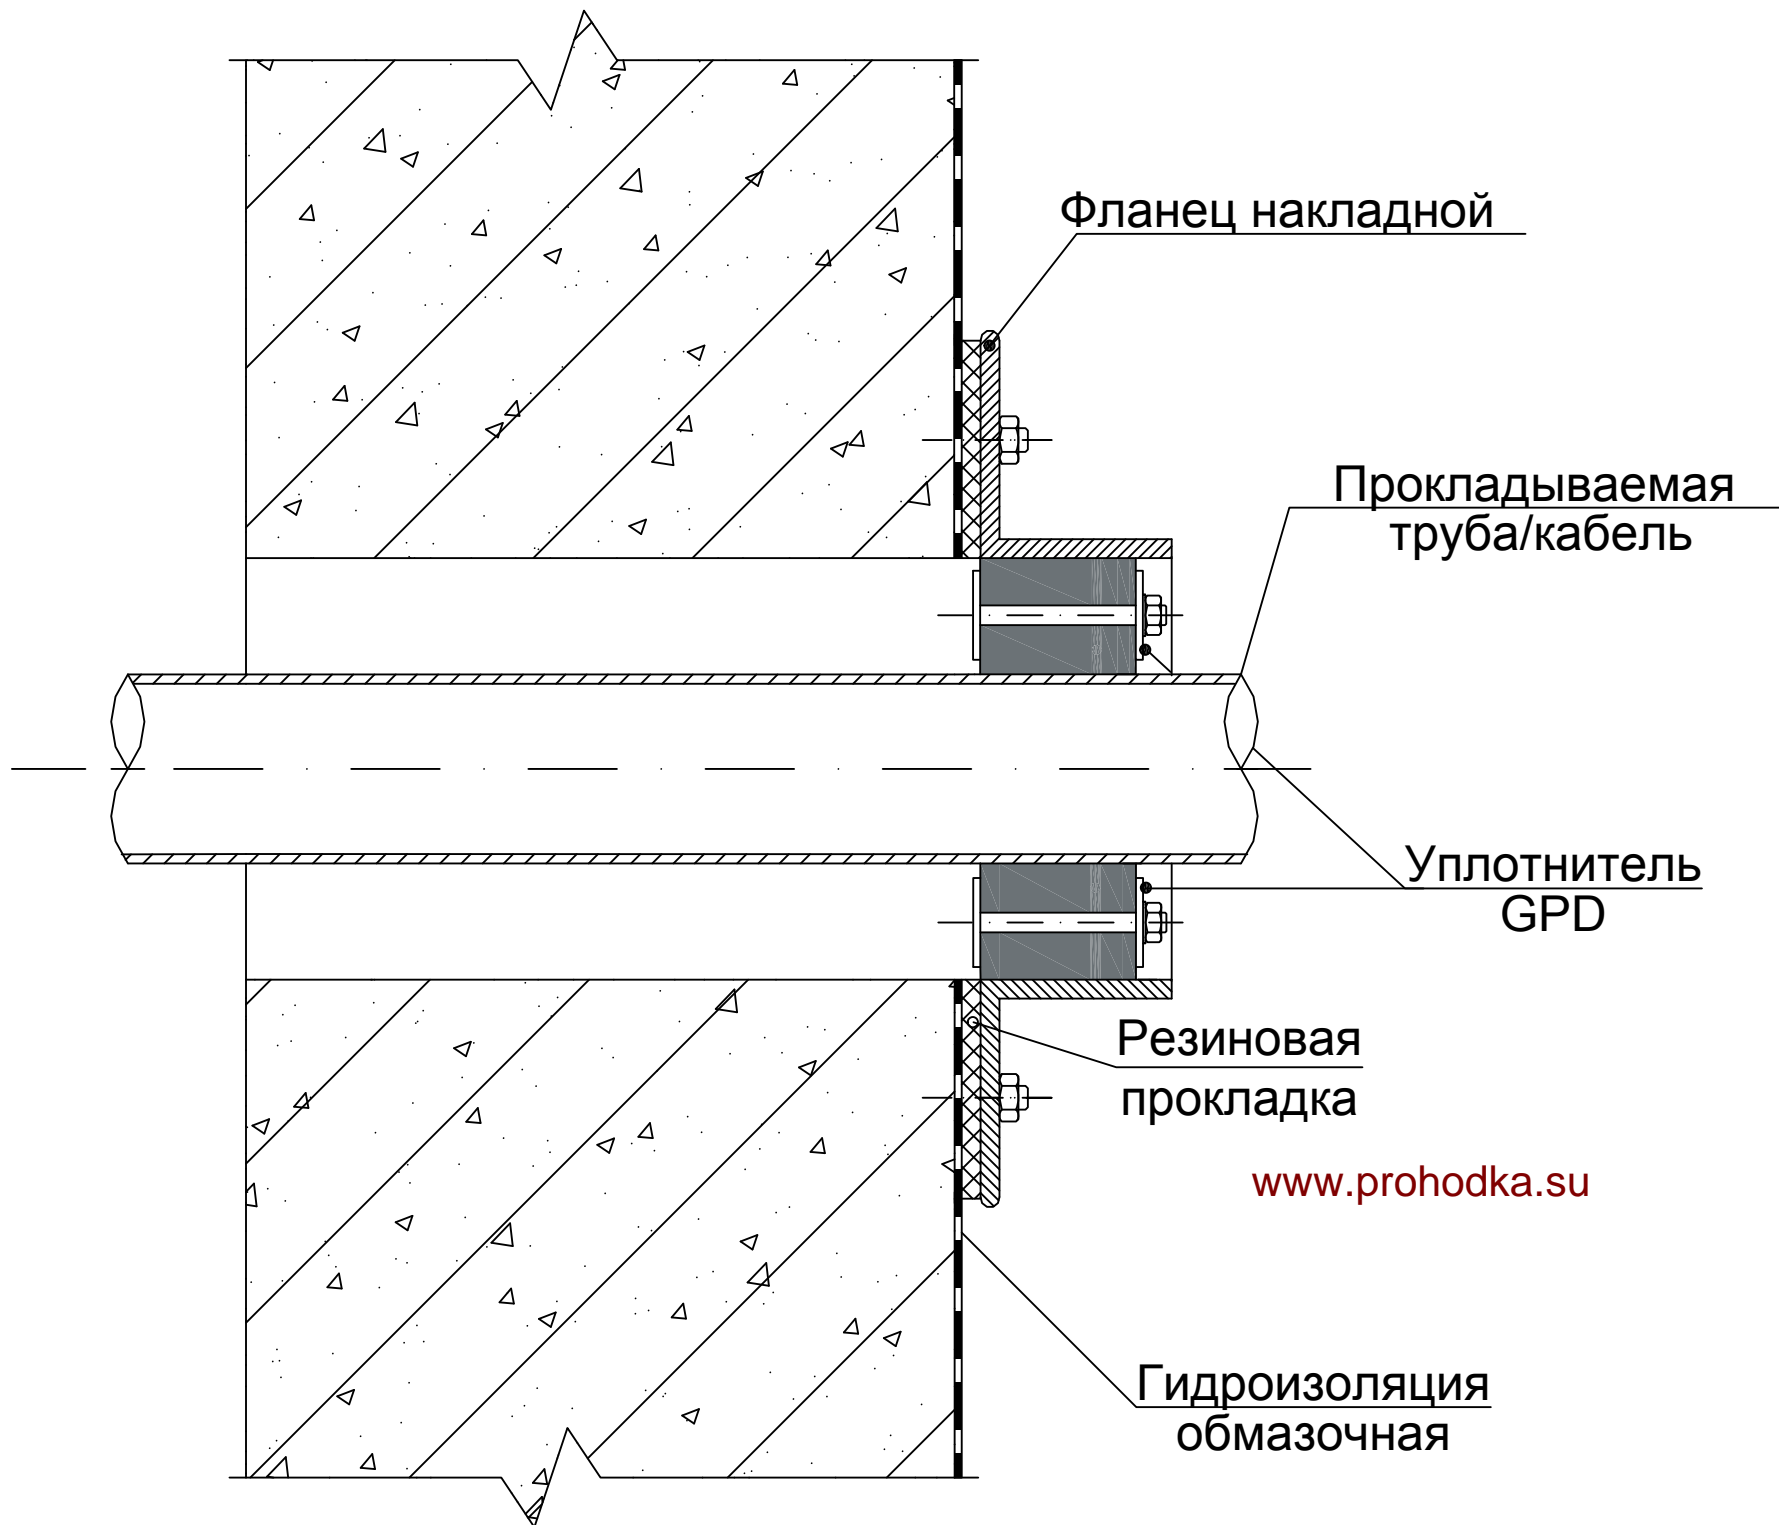 Фланец накладной
Прокладываемая
труба/кабель
Уплотнитель
GPD
Резиновая
прокладка
www.prohodka.su
Гидроизоляция
обмазочная